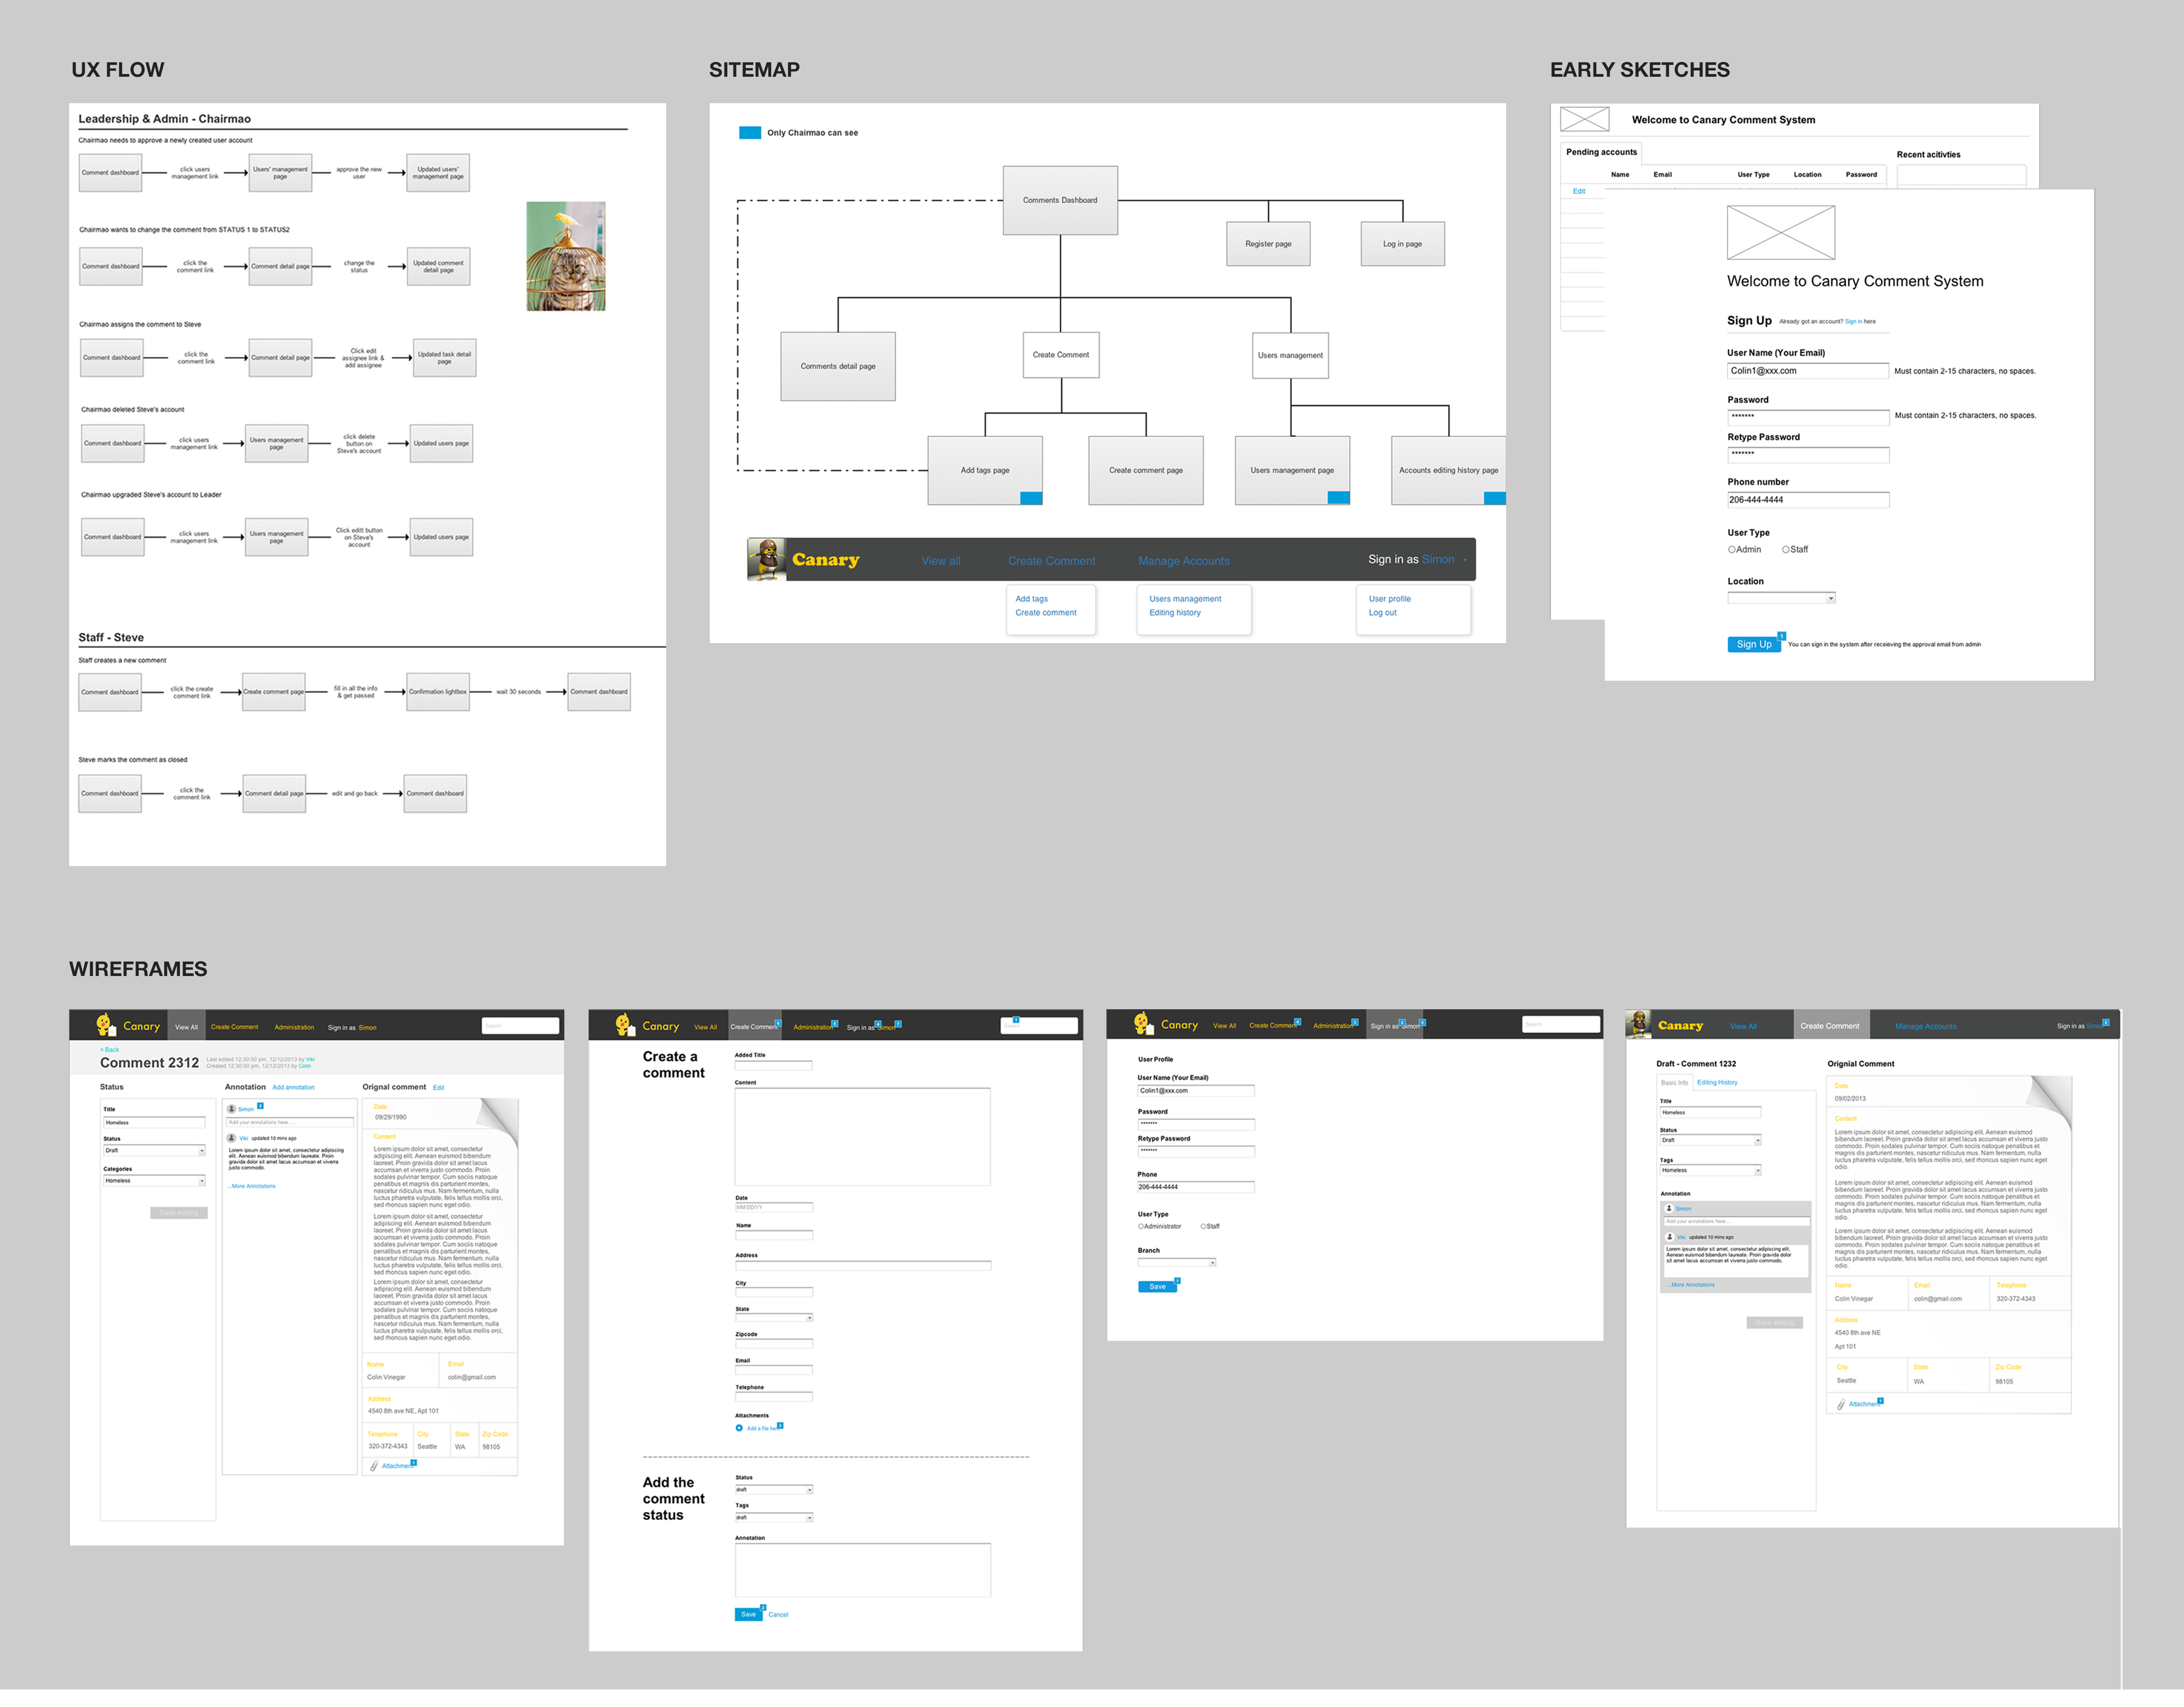 UX FLOW
Leadership & Admin - Chairmao
Chairmao needs to approve a newly created user account
Comment dashboard
click users
management link
Users' management
page
approve the new
user
Updated users'
management page
Chairmao wants to change the comment from STATUS 1 to STATUS2
Comment dashboard
click the
comment link
Comment detail page
change the
status
Updated comment
detail page
Chairmao assigns the comment to Steve
Comment dashboard
click the
comment link
Comment detail page
Click edit
assignee link &
add assignee
Updated task detail
page
Chairmao deleted Steve's account
Comment dashboard
click users
management link
Users management
page
click delete
button on
Steve's account
Updated users page
Chairmao upgraded Steve's account to Leader
Comment dashboard
click users
management link
Users management
page
Click editt button
on Steve's
account
Updated users page
Staff - Steve
Staff creates a new comment
Comment dashboard
click the create
comment link
Create comment page
fill in all the info
& get passed
Confirmation lightbox
wait 30 seconds
Comment dashboard
Steve marks the comment as closed
Comment dashboard
click the
comment link
Comment detail page
edit and go back
Comment dashboard
SITEMAP
Only Chairmao can see
Comments Dashboard
Register page
Log in page
Comments detail page
Create Comment
Users management
Add tags page
Create comment page
Users management page
Accounts editing history page
Canary
View all
Create Comment
Manage Accounts
Sign in as Simon
Add tags
Create comment
Users management
Editing history
User profile
Log out
EARLY SKETCHES
Welcome to Canary Comment System
Pending accounts
Recent acitivties
Name Email User Type Location Password
Edit
Welcome to Canary Comment System
Sign Up Already got an account? Sign in here
User Name (Your Email)
Colin1@xxx.com
Must contain 2-15 characters, no spaces.
Password
*******
Must contain 2-15 characters, no spaces.
Retype Password
*******
Phone number
206-444-4444
User Type
Admin Staff
Location
Sign Up
1
You can sign in the system after receieving the approval email from admin
WIREFRAMES
Canary View All Create Comment Administration Sign in as Simon Search
< Back
Comment 2312
Last edited 12:30:50 pm, 12/12/2013 by Viki
Created 12:30:50 pm, 12/12/2013 by Colin
Status
Title
Homeless
Status
Draft
Categories
Homeless
Save editing
Annotation Add annotation
Simon
Add your annotations here.....
Viki updated 10 mins ago
Lorem ipsum dolor sit amet, consectetur adipiscing
elit. Aenean euismod bibendum laoreet. Proin
gravida dolor sit amet lacus accumsan et viverra
justo commodo.
...More Annotations
Orignal comment Edit
Date
09/29/1990
Content
Lorem ipsum dolor sit amet, consectetur
adipiscing elit. Aenean euismod bibendum
laoreet. Proin gravida dolor sit amet lacus
accumsan et viverra justo commodo. Proin
sodales pulvinar tempor. Cum sociis natoque
penatibus et magnis dis parturient montes,
nascetur ridiculus mus. Nam fermentum, nulla
luctus pharetra vulputate, felis tellus mollis orci,
sed rhoncus sapien nunc eget odio.
Lorem ipsum dolor sit amet, consectetur
adipiscing elit. Aenean euismod bibendum
laoreet. Proin gravida dolor sit amet lacus
accumsan et viverra justo commodo. Proin
sodales pulvinar tempor. Cum sociis natoque
penatibus et magnis dis parturient montes,
nascetur ridiculus mus. Nam fermentum, nulla
luctus pharetra vulputate, felis tellus mollis orci,
sed rhoncus sapien nunc eget odio.
Lorem ipsum dolor sit amet, consectetur
adipiscing elit. Aenean euismod bibendum
laoreet. Proin gravida dolor sit amet lacus
accumsan et viverra justo commodo. Proin
sodales pulvinar tempor. Cum sociis natoque
penatibus et magnis dis parturient montes,
nascetur ridiculus mus. Nam fermentum, nulla
luctus pharetra vulputate, felis tellus mollis orci,
sed rhoncus sapien nunc eget odio.
Name Email
Colin Vinegar colin@gmail.com
Address
4540 8th ave NE, Apt 101
Telephone City State Zip Code
320-372-4343 Seattle WA 98105
Attachment
Canary View All Create Comment Administration Sign in as Simon
Create a
comment
Added Title
Content
Date
MM/DD/YY
Name
Address
City
State
Zipcode
Email
Telephone
Attachments
Add a file here
Add the
comment
status
Status
draft
Tags
draft
Annotation
Save Cancel
Canary View All Create Comment Administration Sign in as Simon Search
User Profile
User Name (Your Email)
Colin1@xxx.com
Password
*******
Retype Password
*******
Phone
206-444-4444
User Type
Administrator Staff
Branch
Save
Canary View All Create Comment Manage Accounts Sign in as Simon
Draft - Comment 1232
Basic Info Editing History
Title
Homeless
Status
Draft
Tags
Homeless
Annotation
Simon
Add your annotations here.....
Viki updated 10 mins ago
Lorem ipsum dolor sit amet, consectetur adipiscing elit.
Aenean euismod bibendum laoreet. Proin gravida dolor
sit amet lacus accumsan et viverra justo commodo.
...More Annotations
Save editing
Orignial Comment
Date
09/02/2013
Content
Lorem ipsum dolor sit amet, consectetur adipiscing elit. Aenean euismod
bibendum laoreet. Proin gravida dolor sit amet lacus accumsan et viverra justo
commodo. Proin sodales pulvinar tempor. Cum sociis natoque penatibus et
magnis dis parturient montes, nascetur ridiculus mus. Nam fermentum, nulla
luctus pharetra vulputate, felis tellus mollis orci, sed rhoncus sapien nunc eget
odio.
Lorem ipsum dolor sit amet, consectetur adipiscing elit. Aenean euismod
bibendum laoreet. Proin gravida dolor sit amet lacus accumsan et viverra justo
commodo. Proin sodales pulvinar tempor. Cum sociis natoque penatibus et
magnis dis parturient montes, nascetur ridiculus mus. Nam fermentum, nulla
luctus pharetra vulputate, felis tellus mollis orci, sed rhoncus sapien nunc eget
odio.
Lorem ipsum dolor sit amet, consectetur adipiscing elit. Aenean euismod
bibendum laoreet. Proin gravida dolor sit amet lacus accumsan et viverra justo
commodo. Proin sodales pulvinar tempor. Cum sociis natoque penatibus et
magnis dis parturient montes, nascetur ridiculus mus. Nam fermentum, nulla
luctus pharetra vulputate, felis tellus mollis orci, sed rhoncus sapien nunc eget
odio.
Name Email Telephone
Colin Vinegar colin@gmail.com 320-372-4343
Address
4540 8th ave NE
Apt 101
City State Zip Code
Seattle WA 98105
Attachment